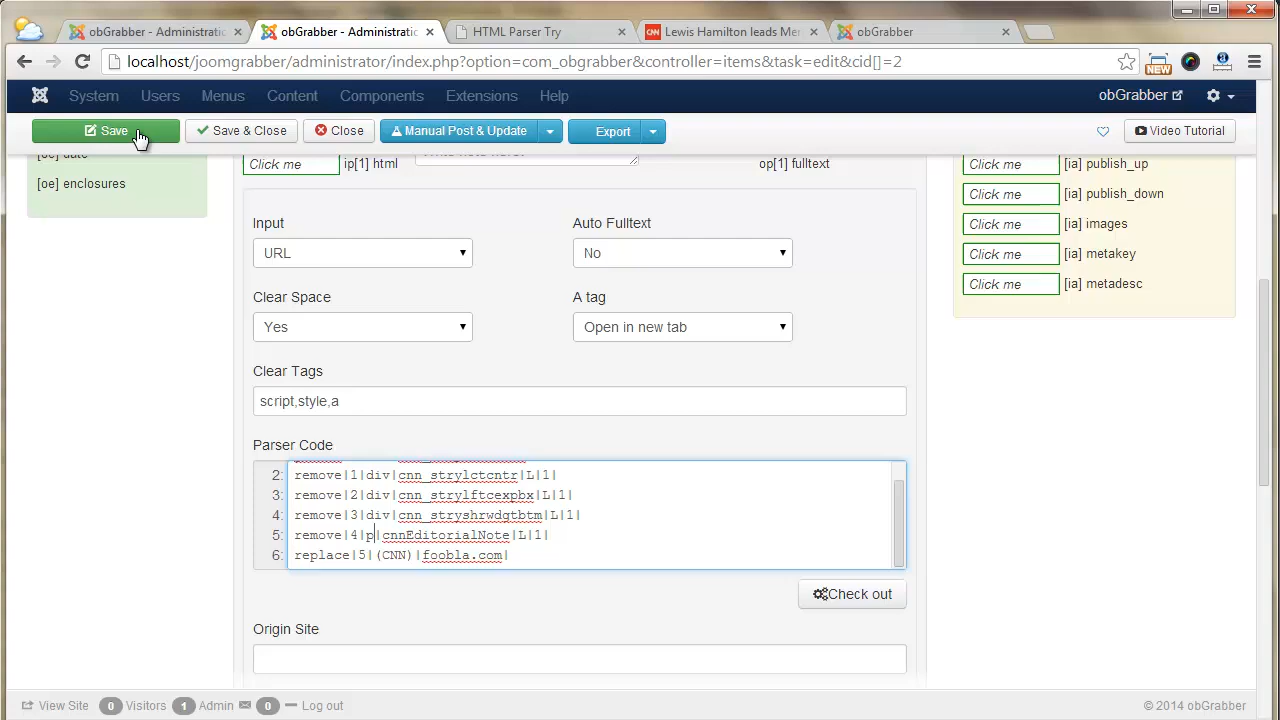 obGrabber - Administratic
obGrabber - Administratic
HTML Parser Try
CNN Lewis Hamilton leads Mer
obGrabber
localhost/joomgrabber/administrator/index.php?option=com_obgrabber&controller=items&task=edit&cid[]=2
NEW
System Users Menus Content Components Extensions Help
obGrabber
Save
Save & Close
Close
Manual Post & Update
Export
Video Tutorial
[oe] date
[oe] enclosures
Click me ip[1] html
op[1] fulltext
Click me [ia] publish_up
Click me [ia] publish_down
Click me [ia] images
Click me [ia] metakey
Click me [ia] metadesc
Input
URL
Auto Fulltext
No
Clear Space
Yes
A tag
Open in new tab
Clear Tags
script,style,a
Parser Code
2: remove|1|div|cnn_strylctcntr|L|1|
3: remove|2|div|cnn_strylftcexpbx|L|1|
4: remove|3|div|cnn_stryshrwdgtbtm|L|1|
5: remove|4|p|cnnEditorialNote|L|1|
6: replace|5|(CNN)|foobla.com|
Check out
Origin Site
View Site 0 Visitors 1 Admin 0 Log out
© 2014 obGrabber